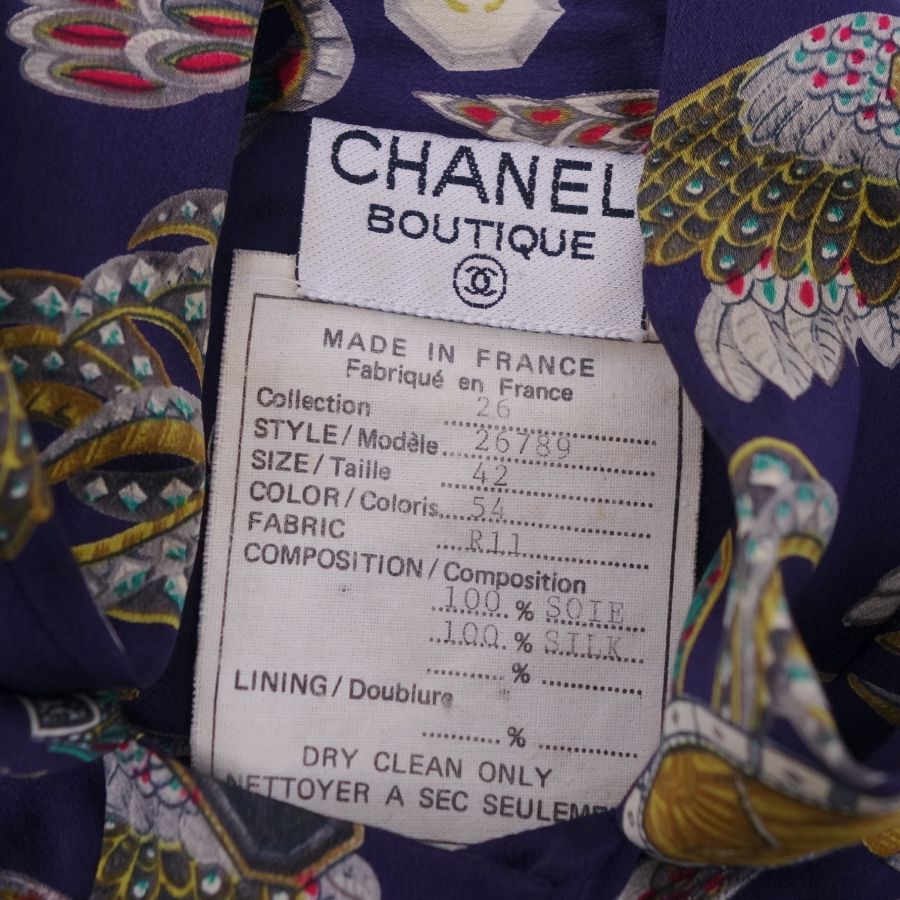 CHANEL
BOUTIQUE
MADE IN FRANCE
Fabriqué en France
Collection 26
STYLE/Modèle 26789
SIZE/Taille 42
COLOR/Coloris 54
FABRIC R11
COMPOSITION/Composition
100 % SOIE
100 % SILK
%
LINING/Doublure
%
DRY CLEAN ONLY
NETTOYER A SEC SEULEME